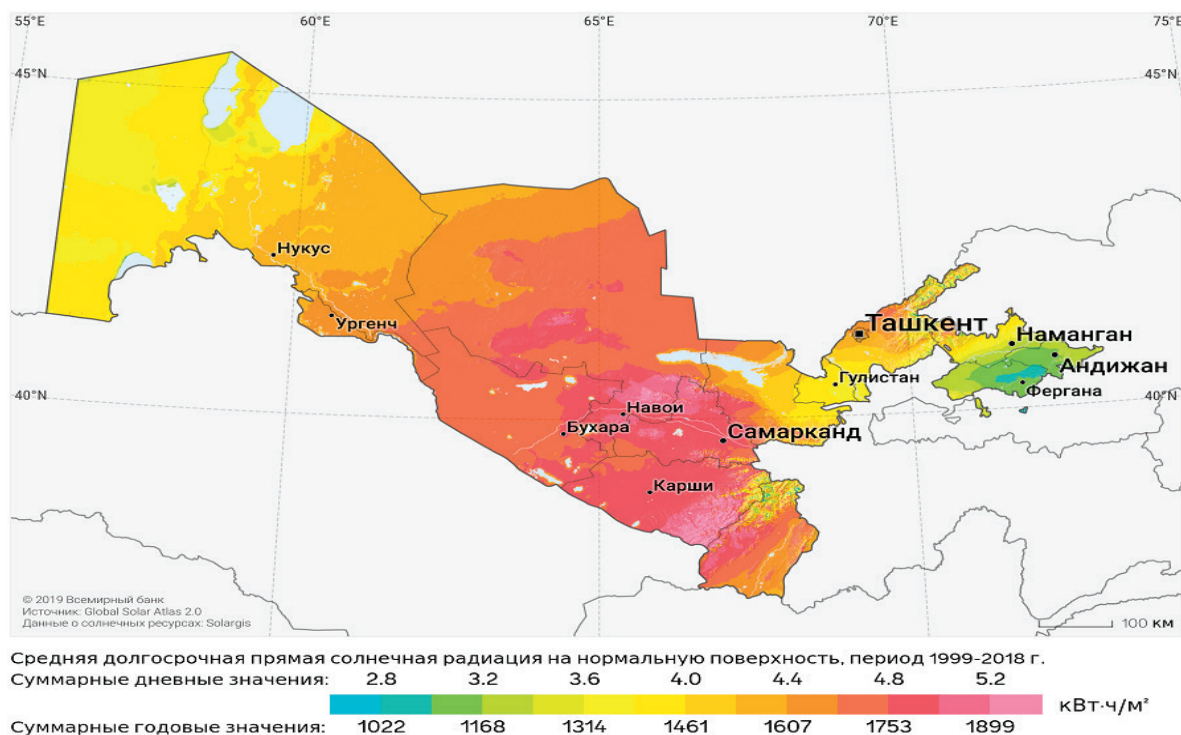 55°E 60°E 65°E 70°E 75°E
45°N 45°N
Нукус
Ургенч
Ташкент
Наманган
Андижан
Гулистан
Фергана
40°N 40°N
Навои
Бухара
Самарканд
Карши
© 2019 Всемирный банк
Источник: Global Solar Atlas 2.0
Данные о солнечных ресурсах: Solargis
100 км
Средняя долгосрочная прямая солнечная радиация на нормальную поверхность, период 1999-2018 г.
Суммарные дневные значения: 2.8 3.2 3.6 4.0 4.4 4.8 5.2
кВт·ч/м²
Суммарные годовые значения: 1022 1168 1314 1461 1607 1753 1899